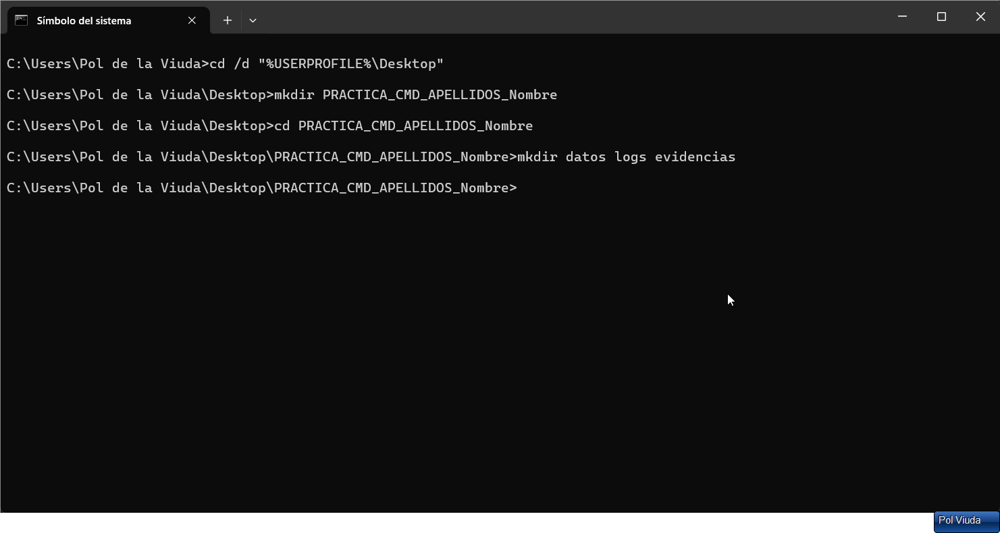 Símbolo del sistema
C:\Users\Pol de la Viuda>cd /d "%USERPROFILE%\Desktop"
C:\Users\Pol de la Viuda\Desktop>mkdir PRACTICA_CMD_APELLIDOS_Nombre
C:\Users\Pol de la Viuda\Desktop>cd PRACTICA_CMD_APELLIDOS_Nombre
C:\Users\Pol de la Viuda\Desktop\PRACTICA_CMD_APELLIDOS_Nombre>mkdir datos logs evidencias
C:\Users\Pol de la Viuda\Desktop\PRACTICA_CMD_APELLIDOS_Nombre>
Pol Viuda